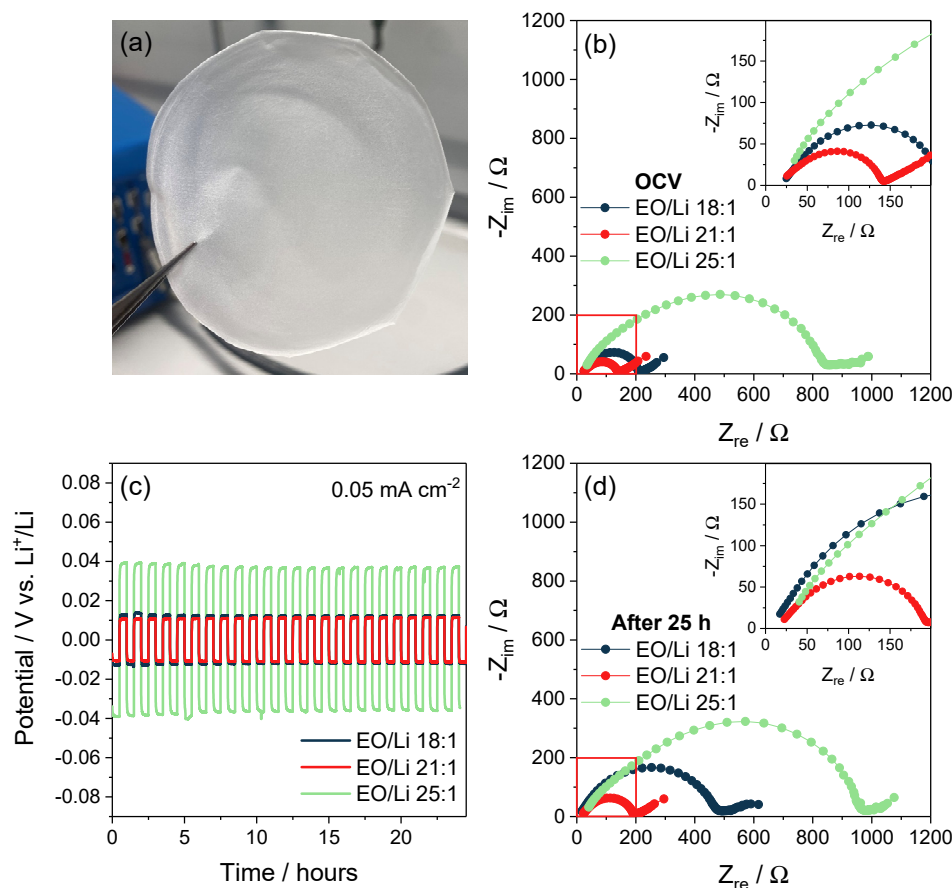 (a)
(b)
1200
1000
800
600
400
200
0
-Z_im / Ω
0 200 400 600 800 1000 1200
Z_re / Ω
OCV
EO/Li 18:1
EO/Li 21:1
EO/Li 25:1
150
100
50
0
-Z_im / Ω
0 50 100 150
Z_re / Ω
(c)
0.05 mA cm⁻²
0.08
0.06
0.04
0.02
0.00
-0.02
-0.04
-0.06
-0.08
Potential / V vs. Li⁺/Li
EO/Li 18:1
EO/Li 21:1
EO/Li 25:1
0 5 10 15 20
Time / hours
(d)
1200
1000
800
600
400
200
0
-Z_im / Ω
0 200 400 600 800 1000 1200
Z_re / Ω
After 25 h
EO/Li 18:1
EO/Li 21:1
EO/Li 25:1
150
100
50
0
-Z_im / Ω
0 50 100 150
Z_re / Ω